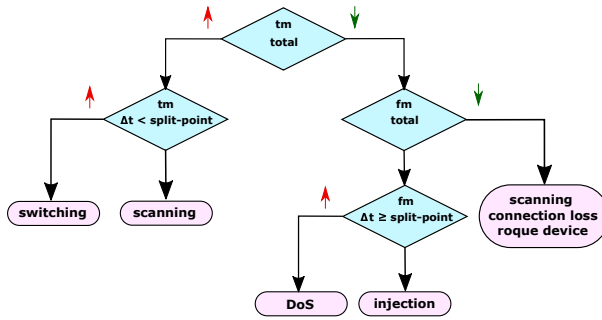 tm
total
tm
Δt < split-point
fm
total
switching
scanning
fm
Δt ≥ split-point
scanning
connection loss
roque device
DoS
injection